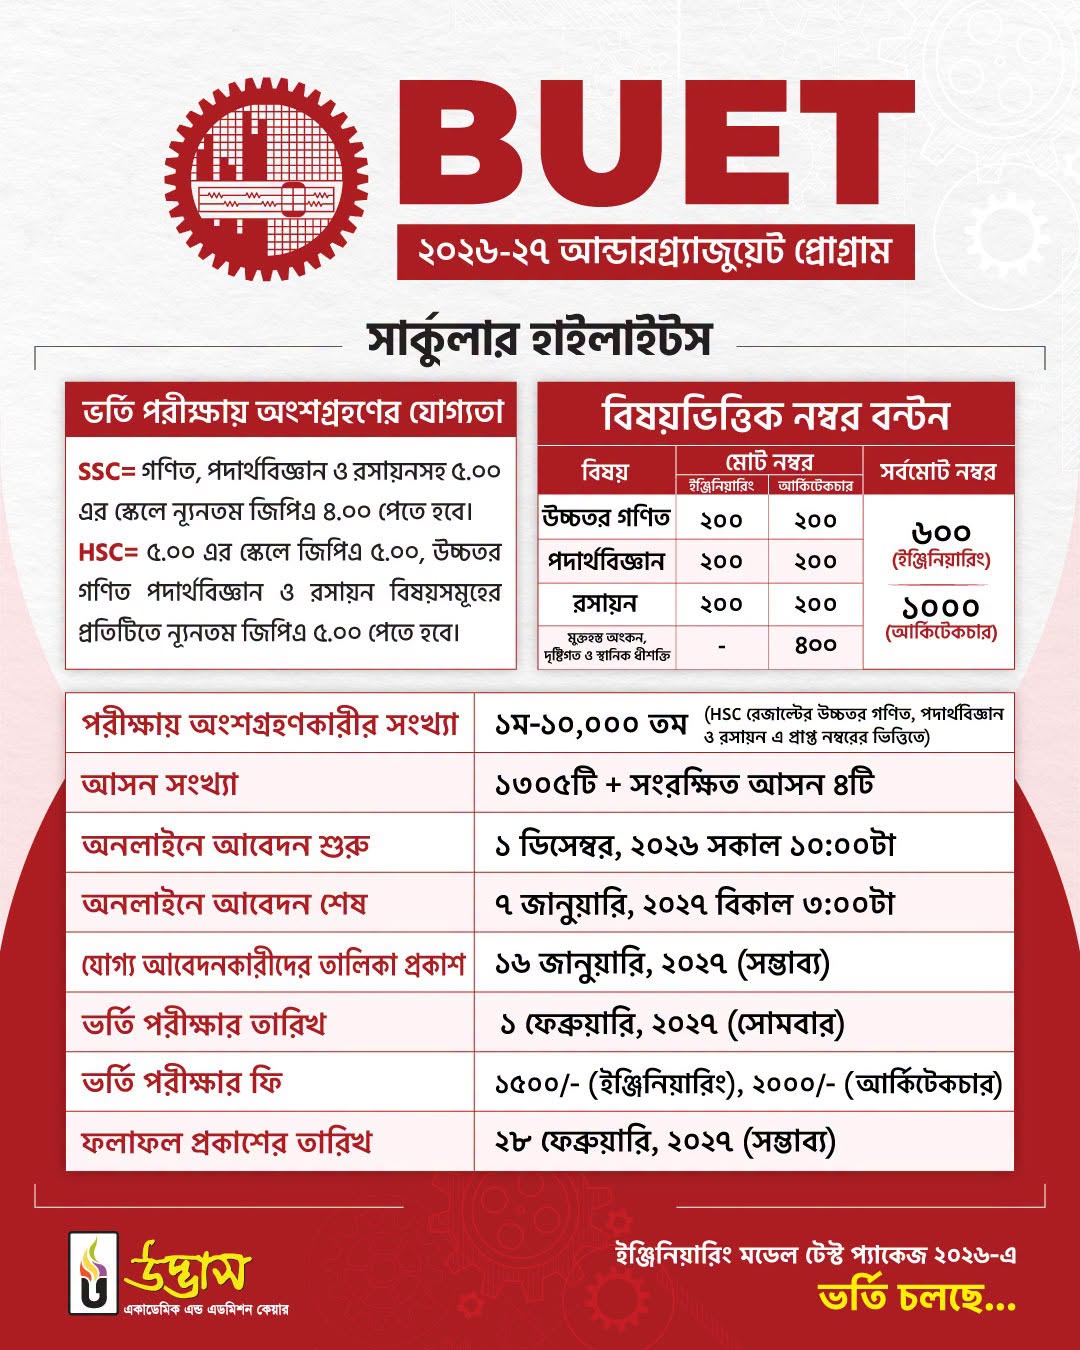 BUET
২০২৬-২৭ আন্ডারগ্র্যাজুয়েট প্রোগ্রাম
সার্কুলার হাইলাইটস
ভর্তি পরীক্ষায় অংশগ্রহণের যোগ্যতা
SSC= গণিত, পদার্থবিজ্ঞান ও রসায়নসহ ৫.০০
এর স্কেলে ন্যূনতম জিপিএ ৪.০০ পেতে হবে।
HSC= ৫.০০ এর স্কেলে জিপিএ ৫.০০, উচ্চতর
গণিত পদার্থবিজ্ঞান ও রসায়ন বিষয়সমূহের
প্রতিটিতে ন্যূনতম জিপিএ ৫.০০ পেতে হবে।
বিষয়ভিত্তিক নম্বর বন্টন
বিষয় মোট নম্বর সর্বমোট নম্বর
ইঞ্জিনিয়ারিং আর্কিটেকচার
উচ্চতর গণিত ২০০ ২০০
পদার্থবিজ্ঞান ২০০ ২০০
রসায়ন ২০০ ২০০
মুক্তহস্ত অংকন,
দৃষ্টিগত ও স্থানিক ধীশক্তি - ৪০০
৬০০
(ইঞ্জিনিয়ারিং)
১০০০
(আর্কিটেকচার)
পরীক্ষায় অংশগ্রহণকারীর সংখ্যা ১ম-১০,০০০ তম (HSC রেজাল্টের উচ্চতর গণিত, পদার্থবিজ্ঞান
ও রসায়ন এ প্রাপ্ত নম্বরের ভিত্তিতে)
আসন সংখ্যা ১৩০৫টি + সংরক্ষিত আসন ৪টি
অনলাইনে আবেদন শুরু ১ ডিসেম্বর, ২০২৬ সকাল ১০:০০টা
অনলাইনে আবেদন শেষ ৭ জানুয়ারি, ২০২৭ বিকাল ৩:০০টা
যোগ্য আবেদনকারীদের তালিকা প্রকাশ ১৬ জানুয়ারি, ২০২৭ (সম্ভাব্য)
ভর্তি পরীক্ষার তারিখ ১ ফেব্রুয়ারি, ২০২৭ (সোমবার)
ভর্তি পরীক্ষার ফি ১৫০০/- (ইঞ্জিনিয়ারিং), ২০০০/- (আর্কিটেকচার)
ফলাফল প্রকাশের তারিখ ২৮ ফেব্রুয়ারি, ২০২৭ (সম্ভাব্য)
উদ্ভাস
একাডেমিক এন্ড এডমিশন কেয়ার
ইঞ্জিনিয়ারিং মডেল টেস্ট প্যাকেজ ২০২৬-এ
ভর্তি চলছে...